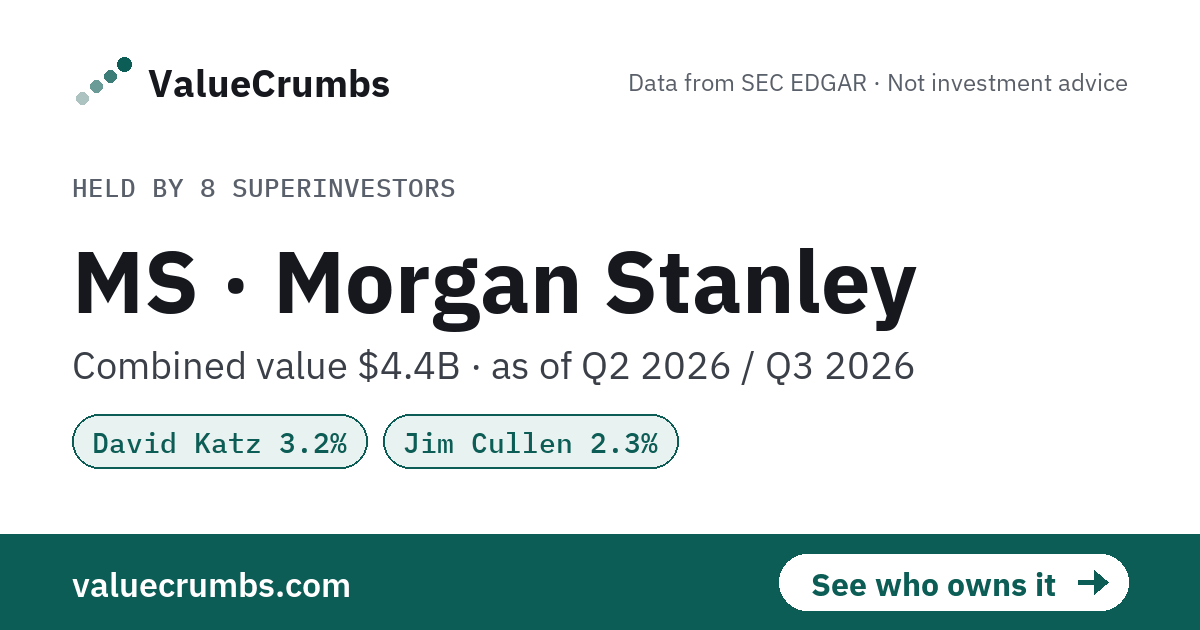 ValueCrumbs
Data from SEC EDGAR · Not investment advice
HELD BY 8 SUPERINVESTORS
MS · Morgan Stanley
Combined value $4.4B · as of Q2 2026 / Q3 2026
David Katz 3.2%
Jim Cullen 2.3%
valuecrumbs.com
See who owns it →